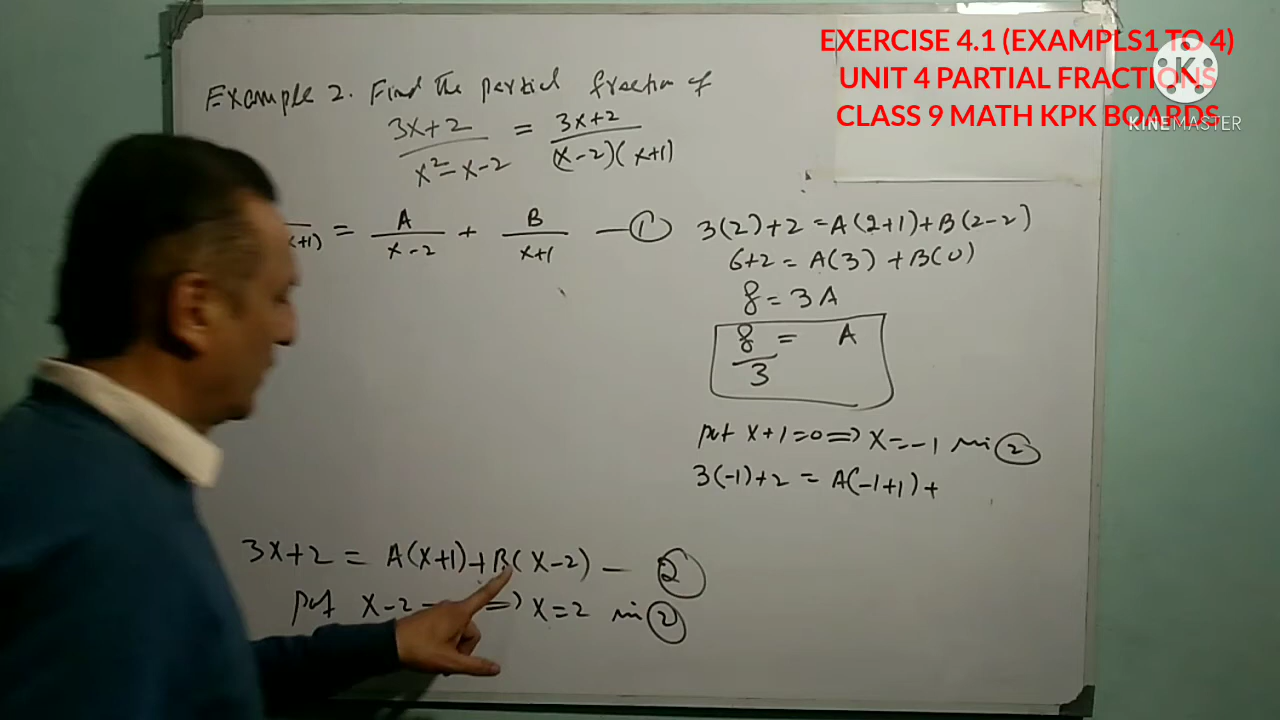 EXERCISE 4.1 (EXAMPLS1 TO 4)
UNIT 4 PARTIAL FRACTIONS
CLASS 9 MATH KPK BOARDS
KINEMASTER
Example 2. Find the partial fraction of
3x+2 / x²-x-2 = 3x+2 / (x-2)(x+1)
x+1) = A / x-2 + B / x+1 — ①
3x+2 = A(x+1)+B(x-2) — ②
put x-2 = => x=2 in ②
3(2)+2 = A(2+1)+B(2-2)
6+2 = A(3) + B(0)
8 = 3A
8/3 = A
put x+1=0 => x=-1 in ②
3(-1)+2 = A(-1+1)+